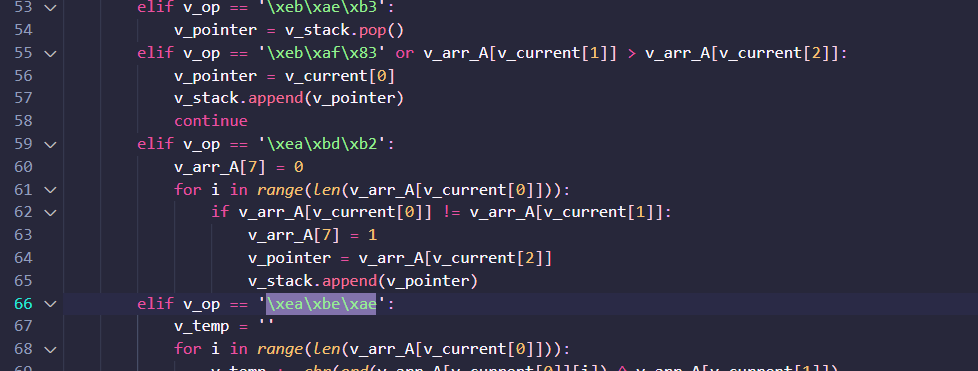 53 elif v_op == '\xeb\xae\xb3':
54 v_pointer = v_stack.pop()
55 elif v_op == '\xeb\xaf\x83' or v_arr_A[v_current[1]] > v_arr_A[v_current[2]]:
56 v_pointer = v_current[0]
57 v_stack.append(v_pointer)
58 continue
59 elif v_op == '\xea\xbd\xb2':
60 v_arr_A[7] = 0
61 for i in range(len(v_arr_A[v_current[0]])):
62 if v_arr_A[v_current[0]] != v_arr_A[v_current[1]]:
63 v_arr_A[7] = 1
64 v_pointer = v_arr_A[v_current[2]]
65 v_stack.append(v_pointer)
66 elif v_op == '\xea\xbe\xae':
67 v_temp = ''
68 for i in range(len(v_arr_A[v_current[0]])):